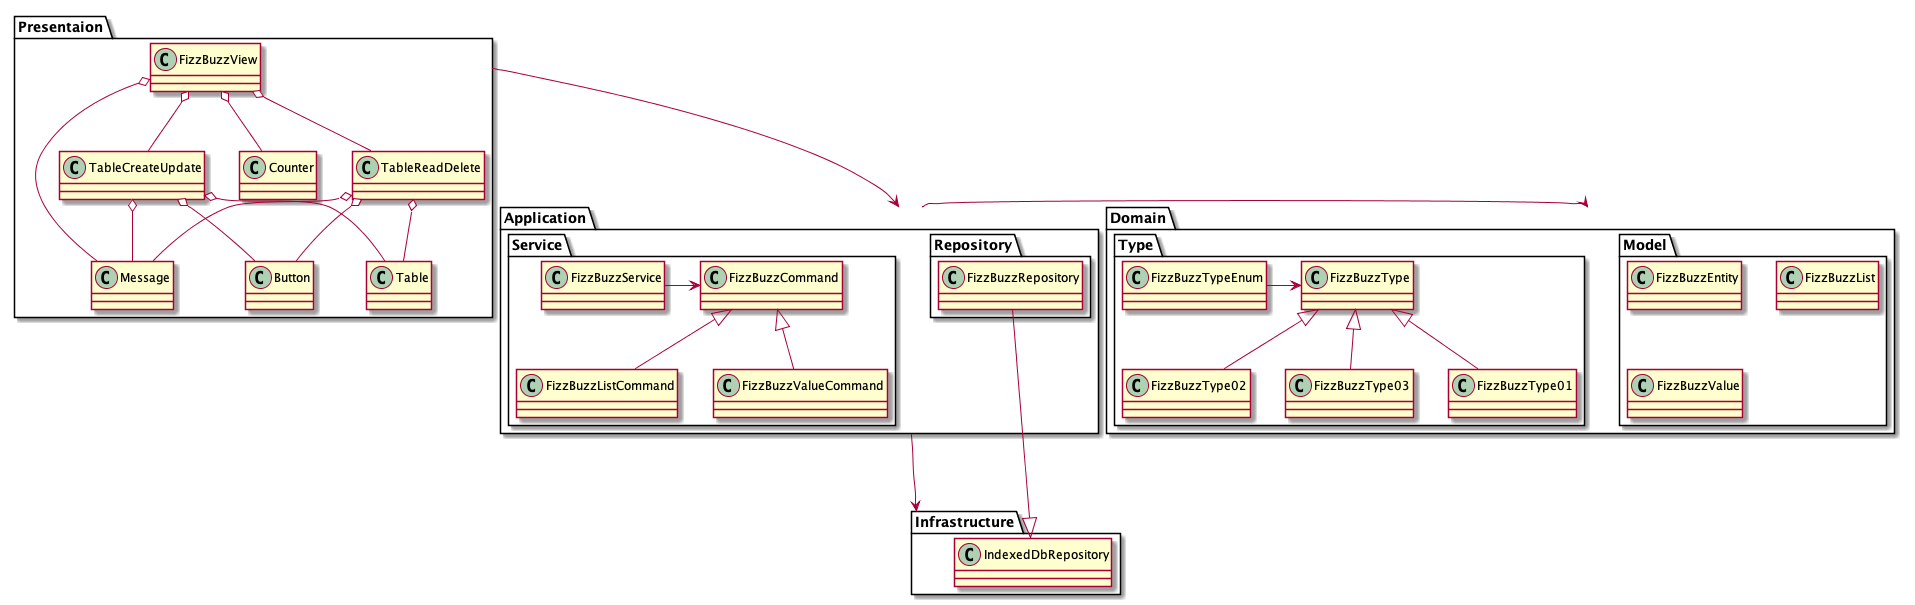 Presentaion
C FizzBuzzView
C TableCreateUpdate
C Counter
C TableReadDelete
C Message
C Button
C Table
Application
Service
C FizzBuzzService
C FizzBuzzCommand
C FizzBuzzListCommand
C FizzBuzzValueCommand
Repository
C FizzBuzzRepository
Domain
Type
C FizzBuzzTypeEnum
C FizzBuzzType
C FizzBuzzType02
C FizzBuzzType03
C FizzBuzzType01
Model
C FizzBuzzEntity
C FizzBuzzList
C FizzBuzzValue
Infrastructure
C IndexedDbRepository